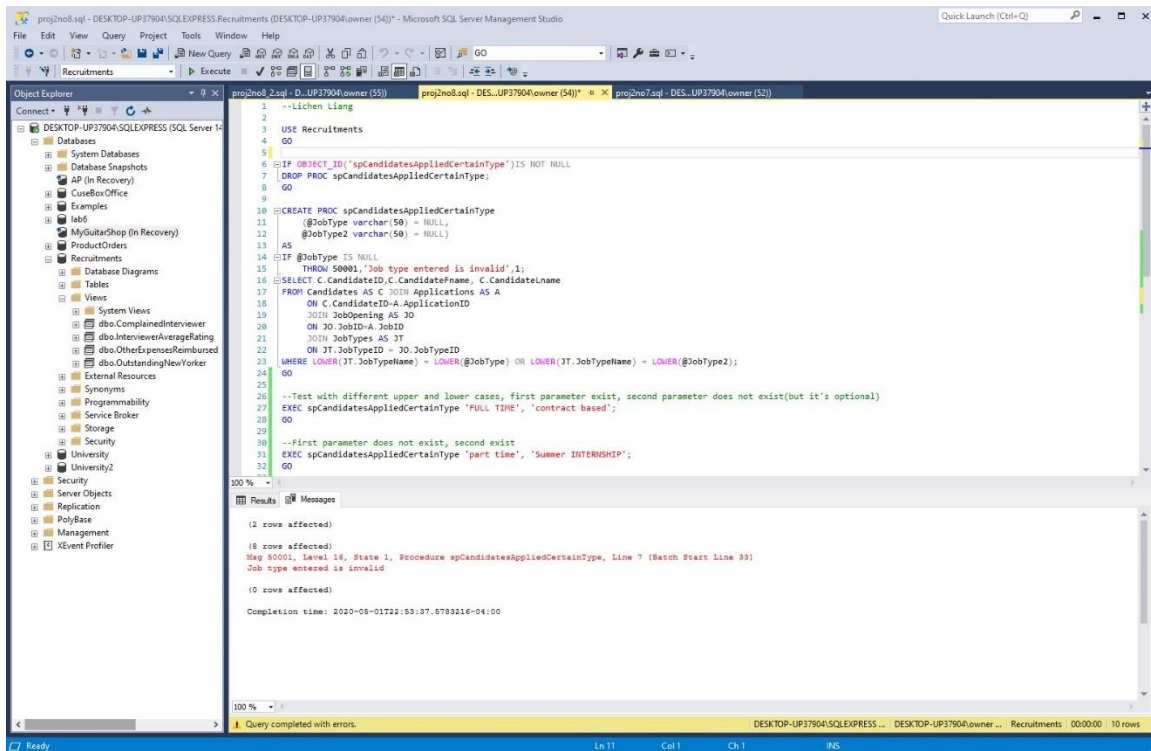 proj2no8.sql - DESKTOP-UP37904\SQLEXPRESS.Recruitments (DESKTOP-UP37904\owner (54))* - Microsoft SQL Server Management Studio
Quick Launch (Ctrl+Q)
File Edit View Query Project Tools Window Help
New Query
GO
Recruitments
Execute
Object Explorer
Connect
DESKTOP-UP37904\SQLEXPRESS (SQL Server 14
Databases
System Databases
Database Snapshots
AP (In Recovery)
CuseBoxOffice
Examples
lab6
MyGuitarShop (In Recovery)
ProductOrders
Recruitments
Database Diagrams
Tables
Views
System Views
dbo.ComplainedInterviewer
dbo.InterviewerAverageRating
dbo.OtherExpensesReimbursed
dbo.OutstandingNewYorker
External Resources
Synonyms
Programmability
Service Broker
Storage
Security
University
University2
Security
Server Objects
Replication
PolyBase
Management
XEvent Profiler
proj2no8_2.sql - D...UP37904\owner (55)) proj2no8.sql - DES...UP37904\owner (54))* proj2no7.sql - DES...UP37904\owner (52))
1 --Lichen Liang
2
3 USE Recruitments
4 GO
5
6 IF OBJECT_ID('spCandidatesAppliedCertainType')IS NOT NULL
7 DROP PROC spCandidatesAppliedCertainType;
8 GO
9
10 CREATE PROC spCandidatesAppliedCertainType
11 (@JobType varchar(50) = NULL,
12 @JobType2 varchar(50) = NULL)
13 AS
14 IF @JobType IS NULL
15 THROW 50001,'Job type entered is invalid',1;
16 SELECT C.CandidateID,C.CandidateFname, C.CandidateLname
17 FROM Candidates AS C JOIN Applications AS A
18 ON C.CandidateID=A.ApplicationID
19 JOIN JobOpening AS JO
20 ON JO.JobID=A.JobID
21 JOIN JobTypes AS JT
22 ON JT.JobTypeID = JO.JobTypeID
23 WHERE LOWER(JT.JobTypeName) = LOWER(@JobType) OR LOWER(JT.JobTypeName) = LOWER(@JobType2);
24 GO
25
26 --Test with different upper and lower cases, first parameter exist, second parameter does not exist(but it's optional)
27 EXEC spCandidatesAppliedCertainType 'FULL TIME', 'contract based';
28 GO
29
30 --First parameter does not exist, second exist
31 EXEC spCandidatesAppliedCertainType 'part time', 'Summer INTERNSHIP';
32 GO
100 %
Results Messages
(2 rows affected)
(8 rows affected)
Msg 50001, Level 16, State 1, Procedure spCandidatesAppliedCertainType, Line 7 [Batch Start Line 33]
Job type entered is invalid
(0 rows affected)
Completion time: 2020-05-01T22:53:37.5783216-04:00
100 %
Query completed with errors.
DESKTOP-UP37904\SQLEXPRESS ... DESKTOP-UP37904\owner ... Recruitments 00:00:00 10 rows
Ready
Ln 11 Col 1 Ch 1 INS